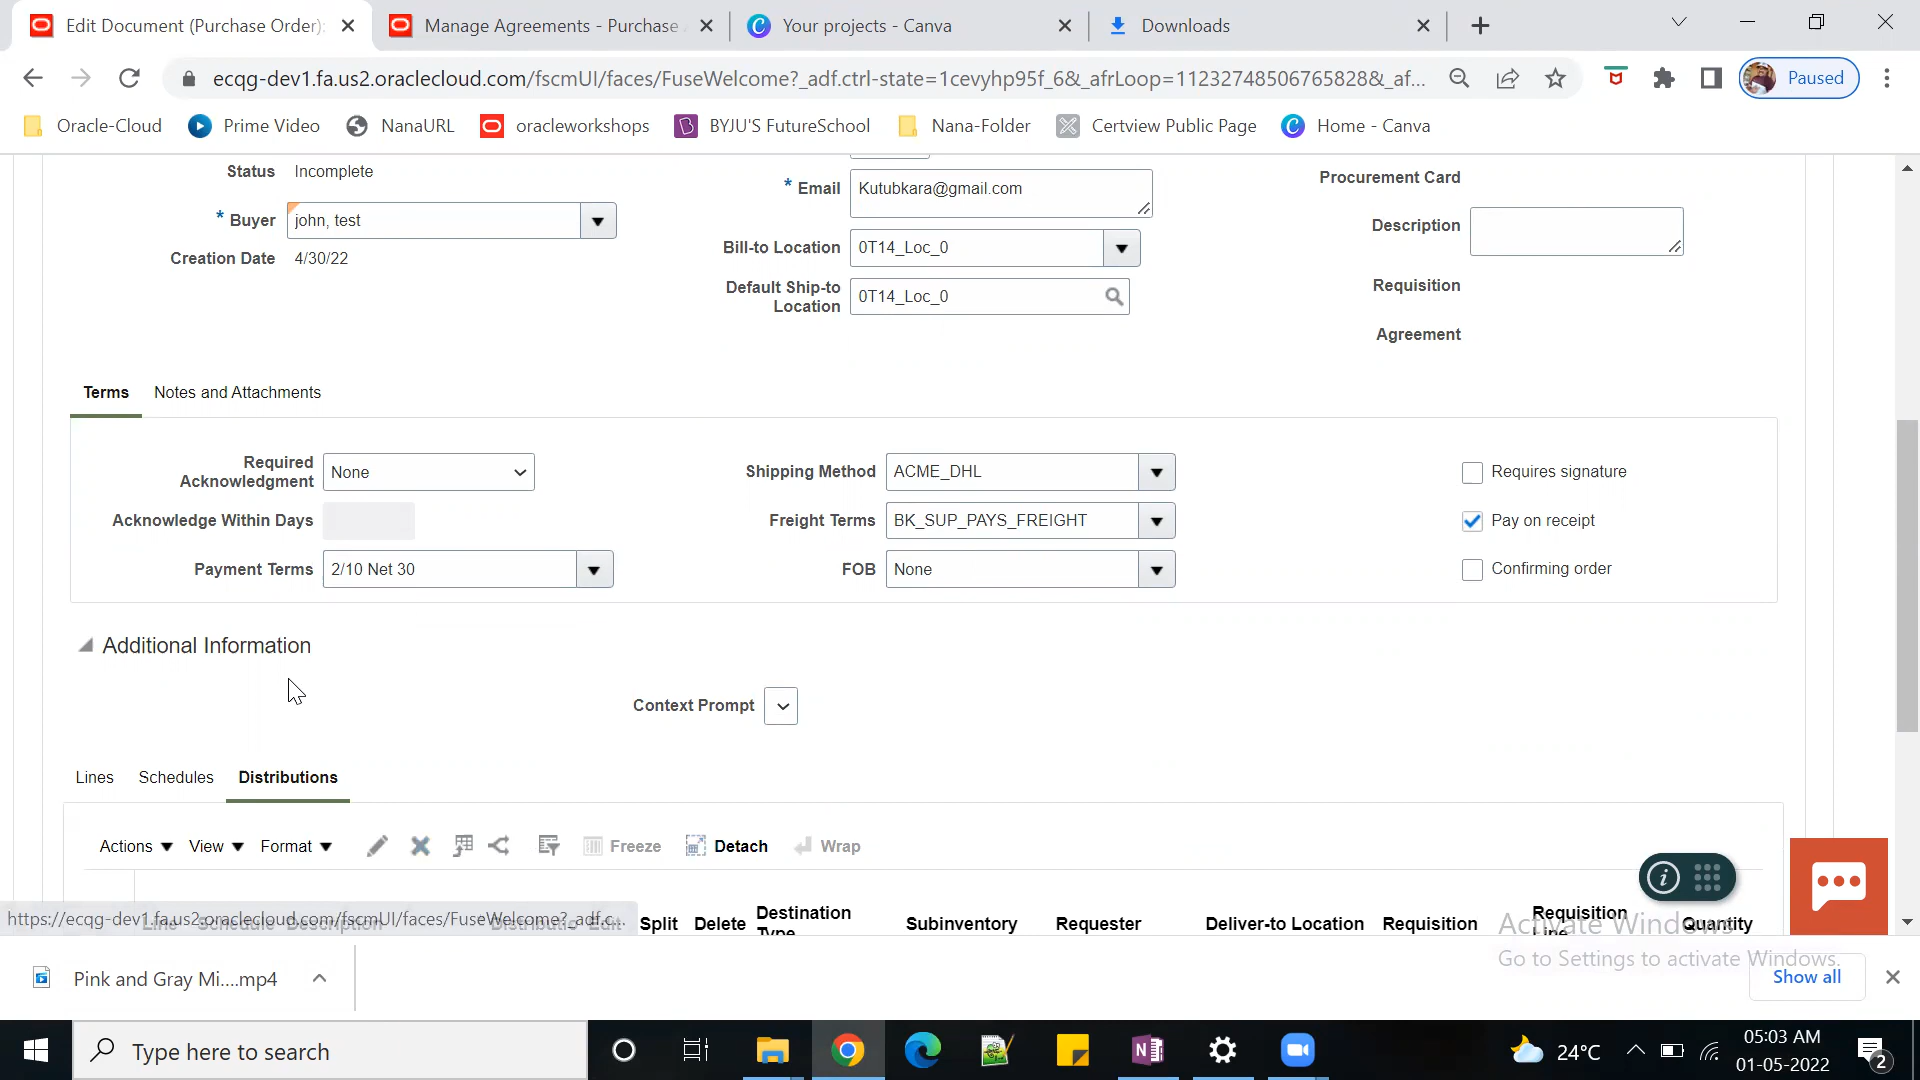 Edit Document (Purchase Order):
Manage Agreements - Purchase
Your projects - Canva
Downloads
ecqg-dev1.fa.us2.oraclecloud.com/fscmUI/faces/FuseWelcome?_adf.ctrl-state=1cevyhp95f_6&_afrLoop=11232748506765828&_af...
Paused
Oracle-Cloud
Prime Video
NanaURL
oracleworkshops
BYJU'S FutureSchool
Nana-Folder
Certview Public Page
Home - Canva
Status Incomplete
* Buyer john, test
Creation Date 4/30/22
* Email Kutubkara@gmail.com
Bill-to Location 0T14_Loc_0
Default Ship-to
Location 0T14_Loc_0
Procurement Card
Description
Requisition
Agreement
Terms
Notes and Attachments
Required
Acknowledgment None
Acknowledge Within Days
Payment Terms 2/10 Net 30
Shipping Method ACME_DHL
Freight Terms BK_SUP_PAYS_FREIGHT
FOB None
Requires signature
Pay on receipt
Confirming order
Additional Information
Context Prompt
Lines Schedules Distributions
Actions View Format Freeze Detach Wrap
https://ecqg-dev1.fa.us2.oraclecloud.com/fscmUI/faces/FuseWelcome?_adf.c...
Line Schedule Description Edit Split Delete Destination
Type Subinventory Requester Deliver-to Location Requisition Requisition
Line Quantity
Activate Windows
Go to Settings to activate Windows.
Pink and Gray Mi....mp4
Show all
Type here to search
24°C
05:03 AM
01-05-2022
2